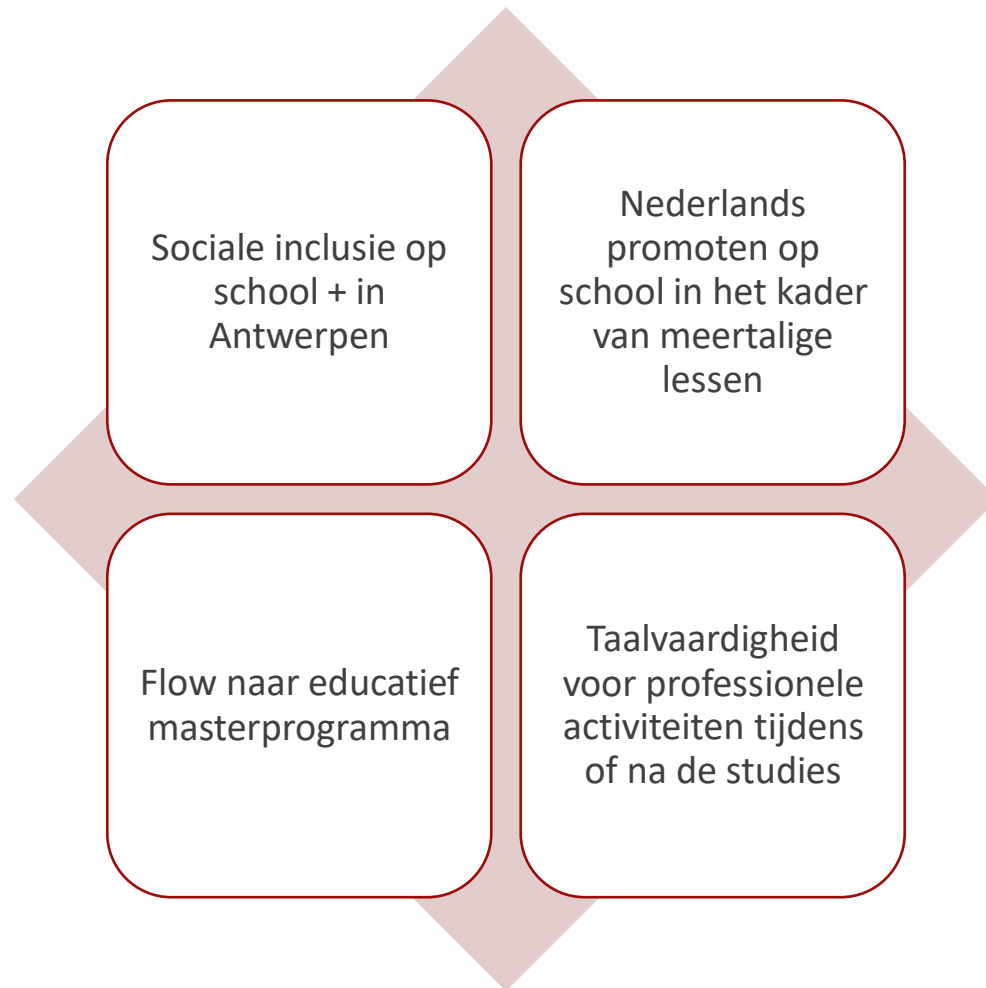 Sociale inclusie op
school + in
Antwerpen
Nederlands
promoten op
school in het kader
van meertalige
lessen
Flow naar educatief
masterprogramma
Taalvaardigheid
voor professionele
activiteiten tijdens
of na de studies